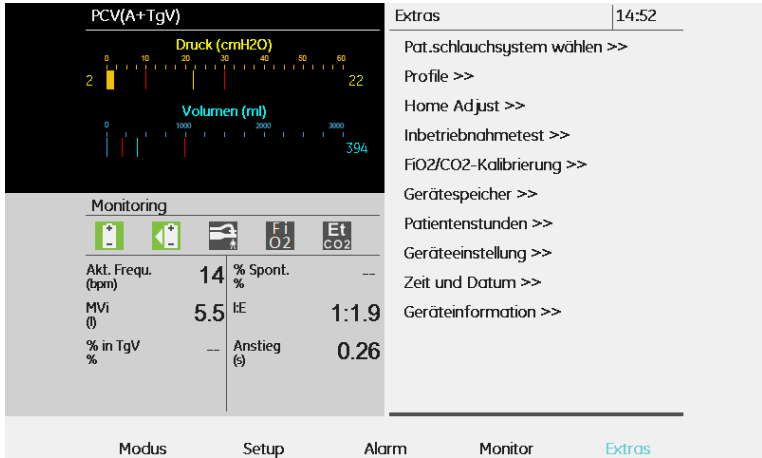 PCV(A+TgV)
Druck (cmH2O)
0 10 20 30 40 50 60
2 22
Volumen (ml)
0 1000 2000 3000
394
Monitoring
Fi O2
Et CO2
Akt. Frequ. (bpm) 14 % Spont. % --
MVi (l) 5.5 I:E 1:1.9
% in TgV % -- Anstieg (s) 0.26
Extras 14:52
Pat.schlauchsystem wählen >>
Profile >>
Home Adjust >>
Inbetriebnahmetest >>
FiO2/CO2-Kalibrierung >>
Gerätespeicher >>
Patientenstunden >>
Geräteeinstellung >>
Zeit und Datum >>
Geräteinformation >>
Modus Setup Alarm Monitor Extras